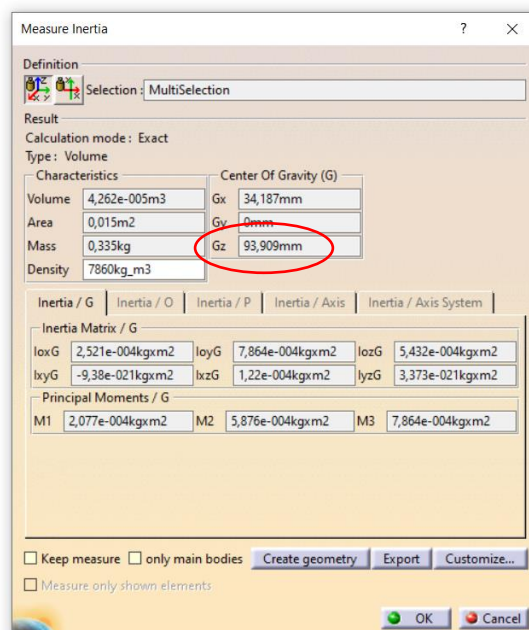 Measure Inertia ? ×
Definition
Selection : MultiSelection
Result
Calculation mode : Exact
Type : Volume
Characteristics Center Of Gravity (G)
Volume 4,262e-005m3 Gx 34,187mm
Area 0,015m2 Gy 0mm
Mass 0,335kg Gz 93,909mm
Density 7860kg_m3
Inertia / G Inertia / O Inertia / P Inertia / Axis Inertia / Axis System
Inertia Matrix / G
IoxG 2,521e-004kgxm2 IoyG 7,864e-004kgxm2 IozG 5,432e-004kgxm2
IxyG -9,38e-021kgxm2 IxzG 1,22e-004kgxm2 IyzG 3,373e-021kgxm2
Principal Moments / G
M1 2,077e-004kgxm2 M2 5,876e-004kgxm2 M3 7,864e-004kgxm2
Keep measure only main bodies Create geometry Export Customize...
Measure only shown elements
OK Cancel